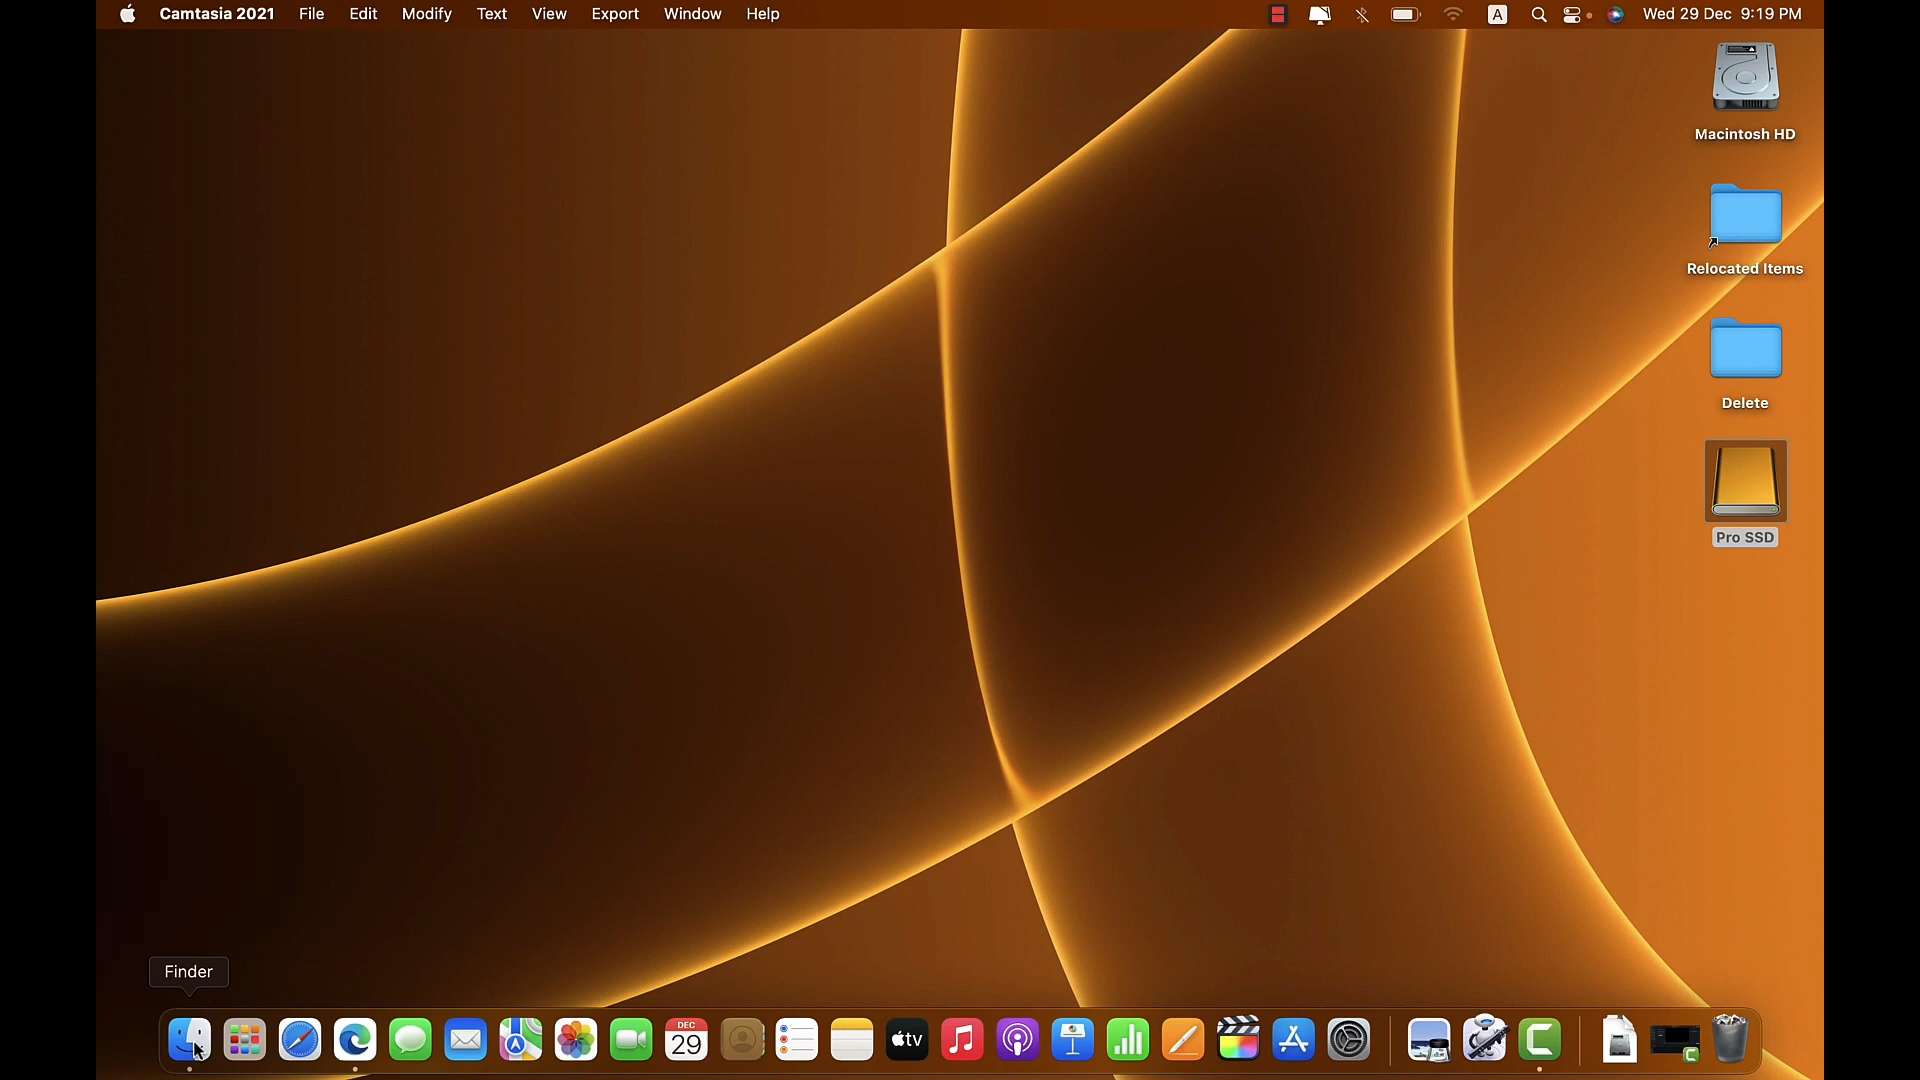 Camtasia 2021 File Edit Modify Text View Export Window Help A Wed 29 Dec 9:19 PM
Macintosh HD
Relocated Items
Delete
Pro SSD
Finder
DEC
29
tv